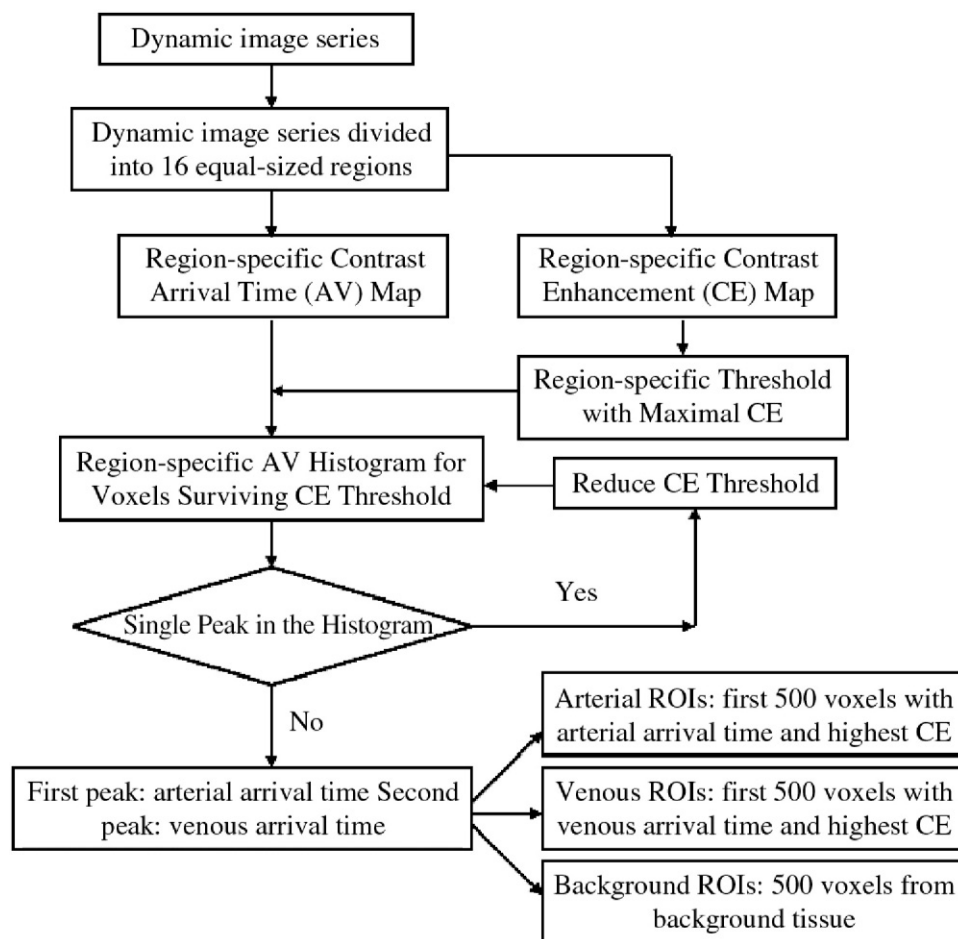 Dynamic image series
Dynamic image series divided
into 16 equal-sized regions
Region-specific Contrast
Arrival Time (AV) Map
Region-specific Contrast
Enhancement (CE) Map
Region-specific Threshold
with Maximal CE
Region-specific AV Histogram for
Voxels Surviving CE Threshold
Reduce CE Threshold
Single Peak in the Histogram
Yes
No
First peak: arterial arrival time Second
peak: venous arrival time
Arterial ROIs: first 500 voxels with
arterial arrival time and highest CE
Venous ROIs: first 500 voxels with
venous arrival time and highest CE
Background ROIs: 500 voxels from
background tissue